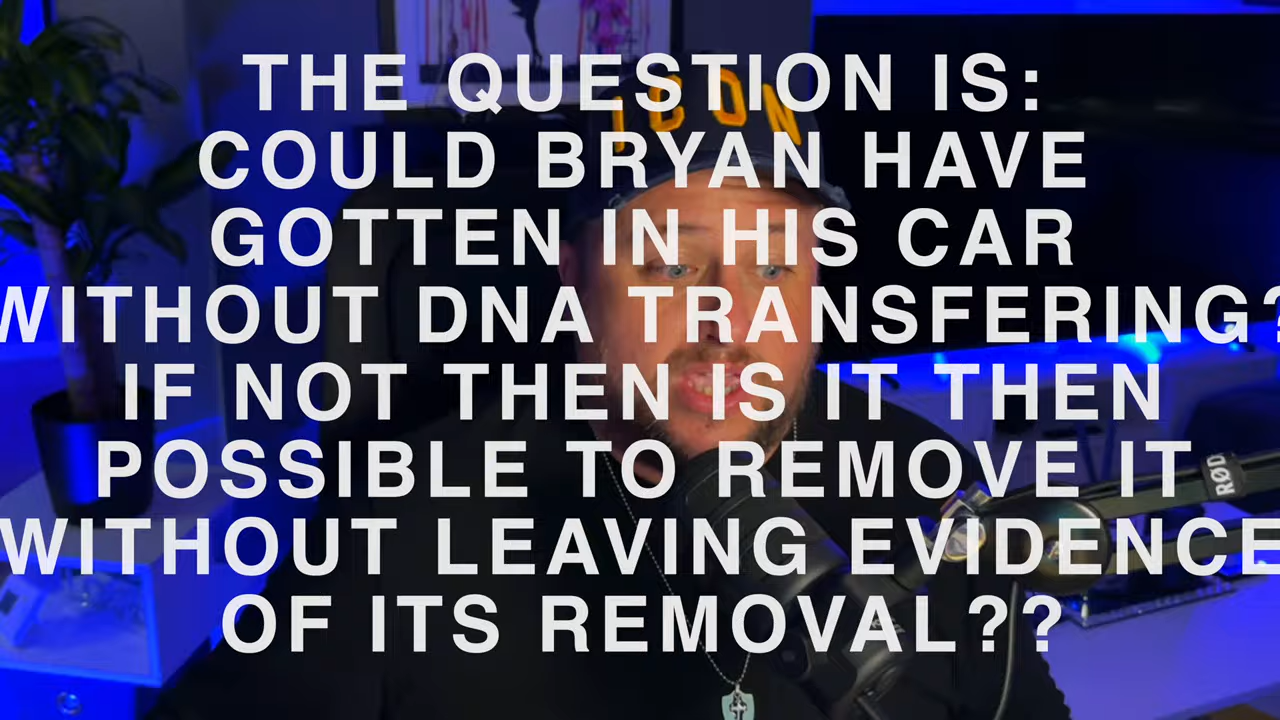 THE QUESTION IS:
COULD BRYAN HAVE
GOTTEN IN HIS CAR
WITHOUT DNA TRANSFERING?
IF NOT THEN IS IT THEN
POSSIBLE TO REMOVE IT
WITHOUT LEAVING EVIDENCE
OF ITS REMOVAL??
ICON
RØD